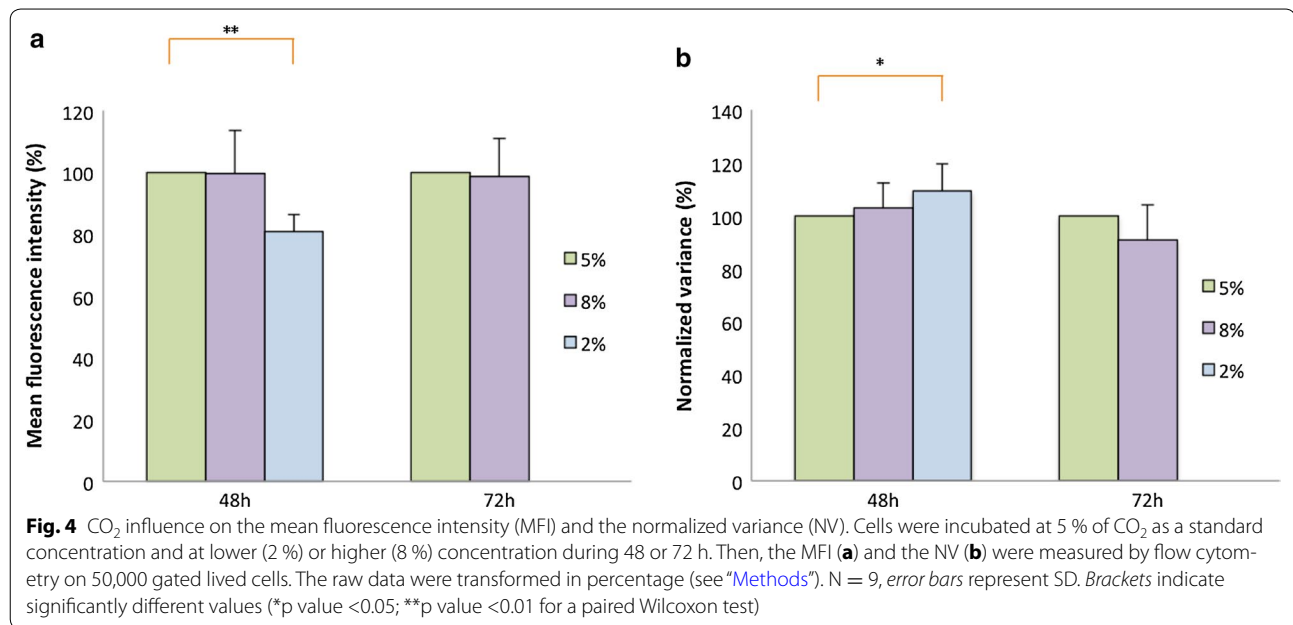 a
**
Mean fluorescence intensity (%)
120
100
80
60
40
20
0
48h
72h
5%
8%
2%
b
*
Normalized variance (%)
140
120
100
80
60
40
20
0
48h
72h
5%
8%
2%
Fig. 4 CO₂ influence on the mean fluorescence intensity (MFI) and the normalized variance (NV). Cells were incubated at 5 % of CO₂ as a standard
concentration and at lower (2 %) or higher (8 %) concentration during 48 or 72 h. Then, the MFI (a) and the NV (b) were measured by flow cytom-
etry on 50,000 gated lived cells. The raw data were transformed in percentage (see “Methods”). N = 9, error bars represent SD. Brackets indicate
significantly different values (*p value <0.05; **p value <0.01 for a paired Wilcoxon test)